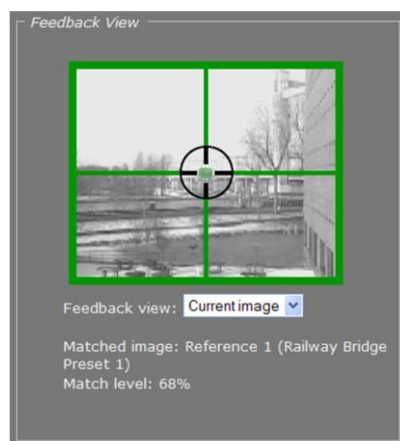 Feedback View
Feedback view: Current image
Matched image: Reference 1 (Railway Bridge
Preset 1)
Match level: 68%